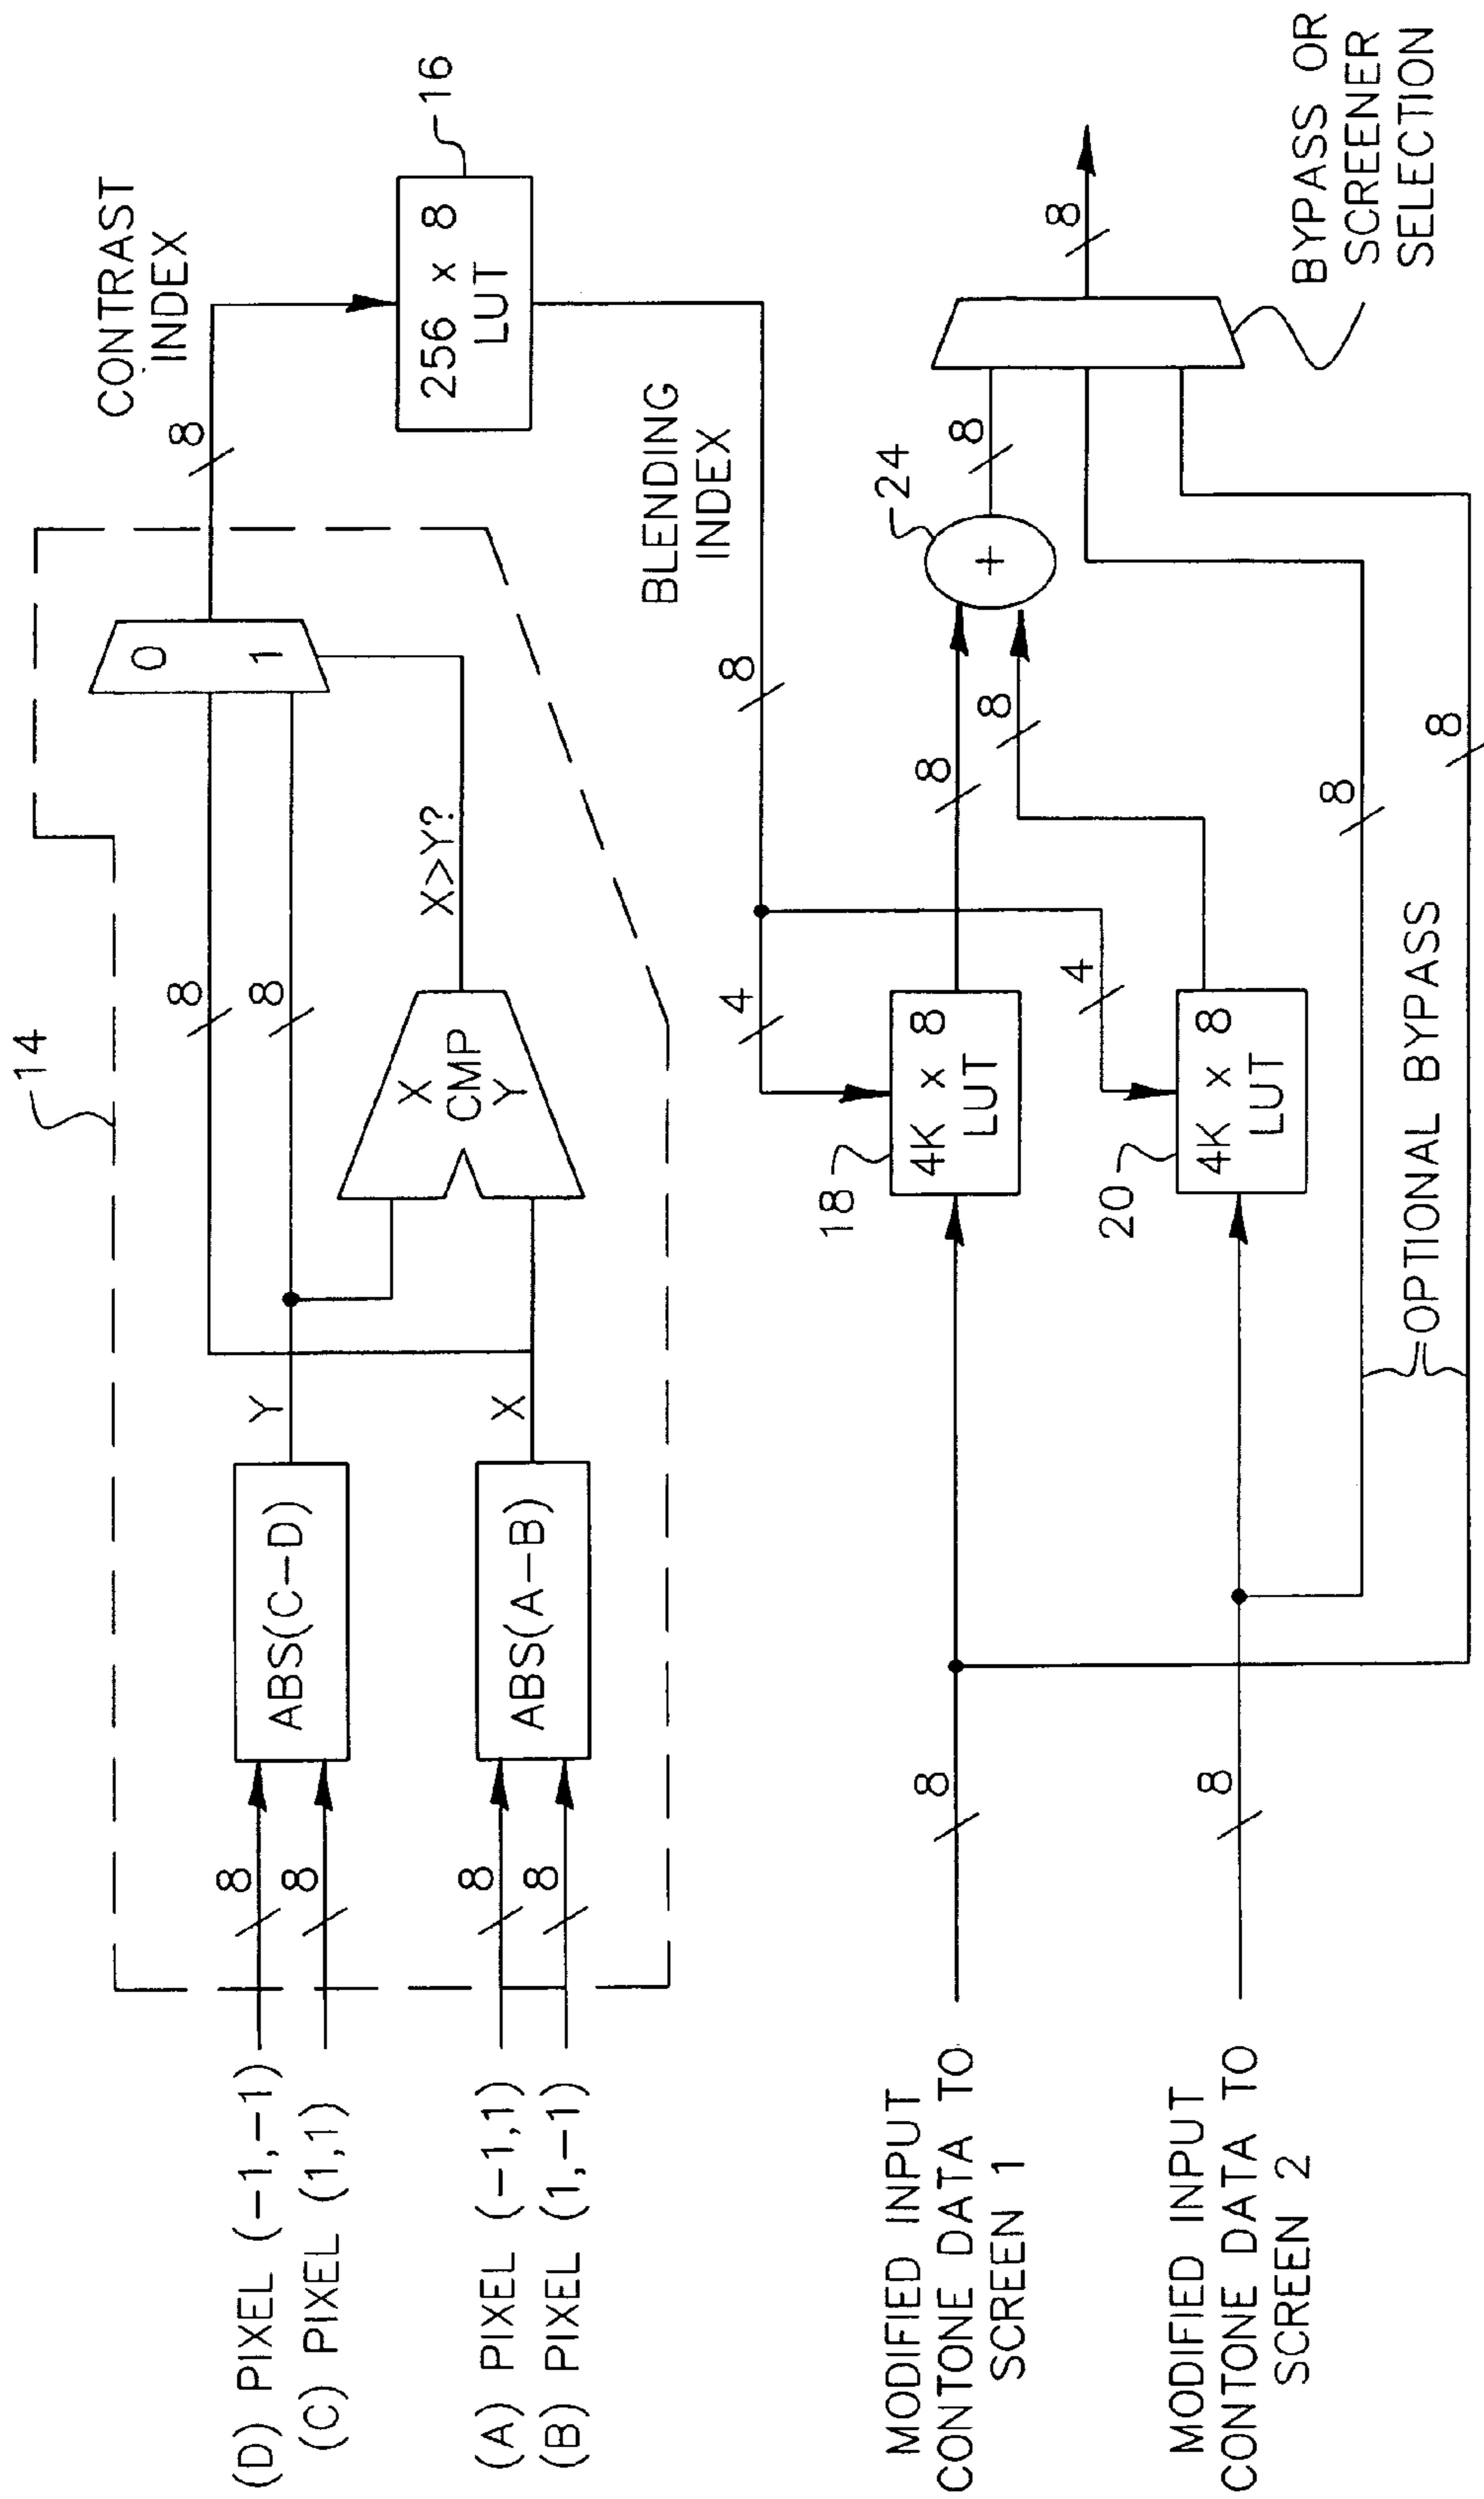 14
CONTRAST
INDEX
8
8
8
0
1
16
256 x 8
LUT
(D) PIXEL (-1,-1)
8
(C) PIXEL (1,1)
8
ABS(C-D)
Y
X
CMP
Y
X>Y?
(A) PIXEL (-1,1)
8
(B) PIXEL (1,-1)
8
ABS(A-B)
X
BLENDING
INDEX
8
4
18
4K x 8
LUT
8
24
+
8
8
BYPASS OR
SCREENER
SELECTION
MODIFIED INPUT
CONTONE DATA TO
SCREEN 1
8
4
8
20
4K x 8
LUT
MODIFIED INPUT
CONTONE DATA TO
SCREEN 2
8
8
OPTIONAL BYPASS
8